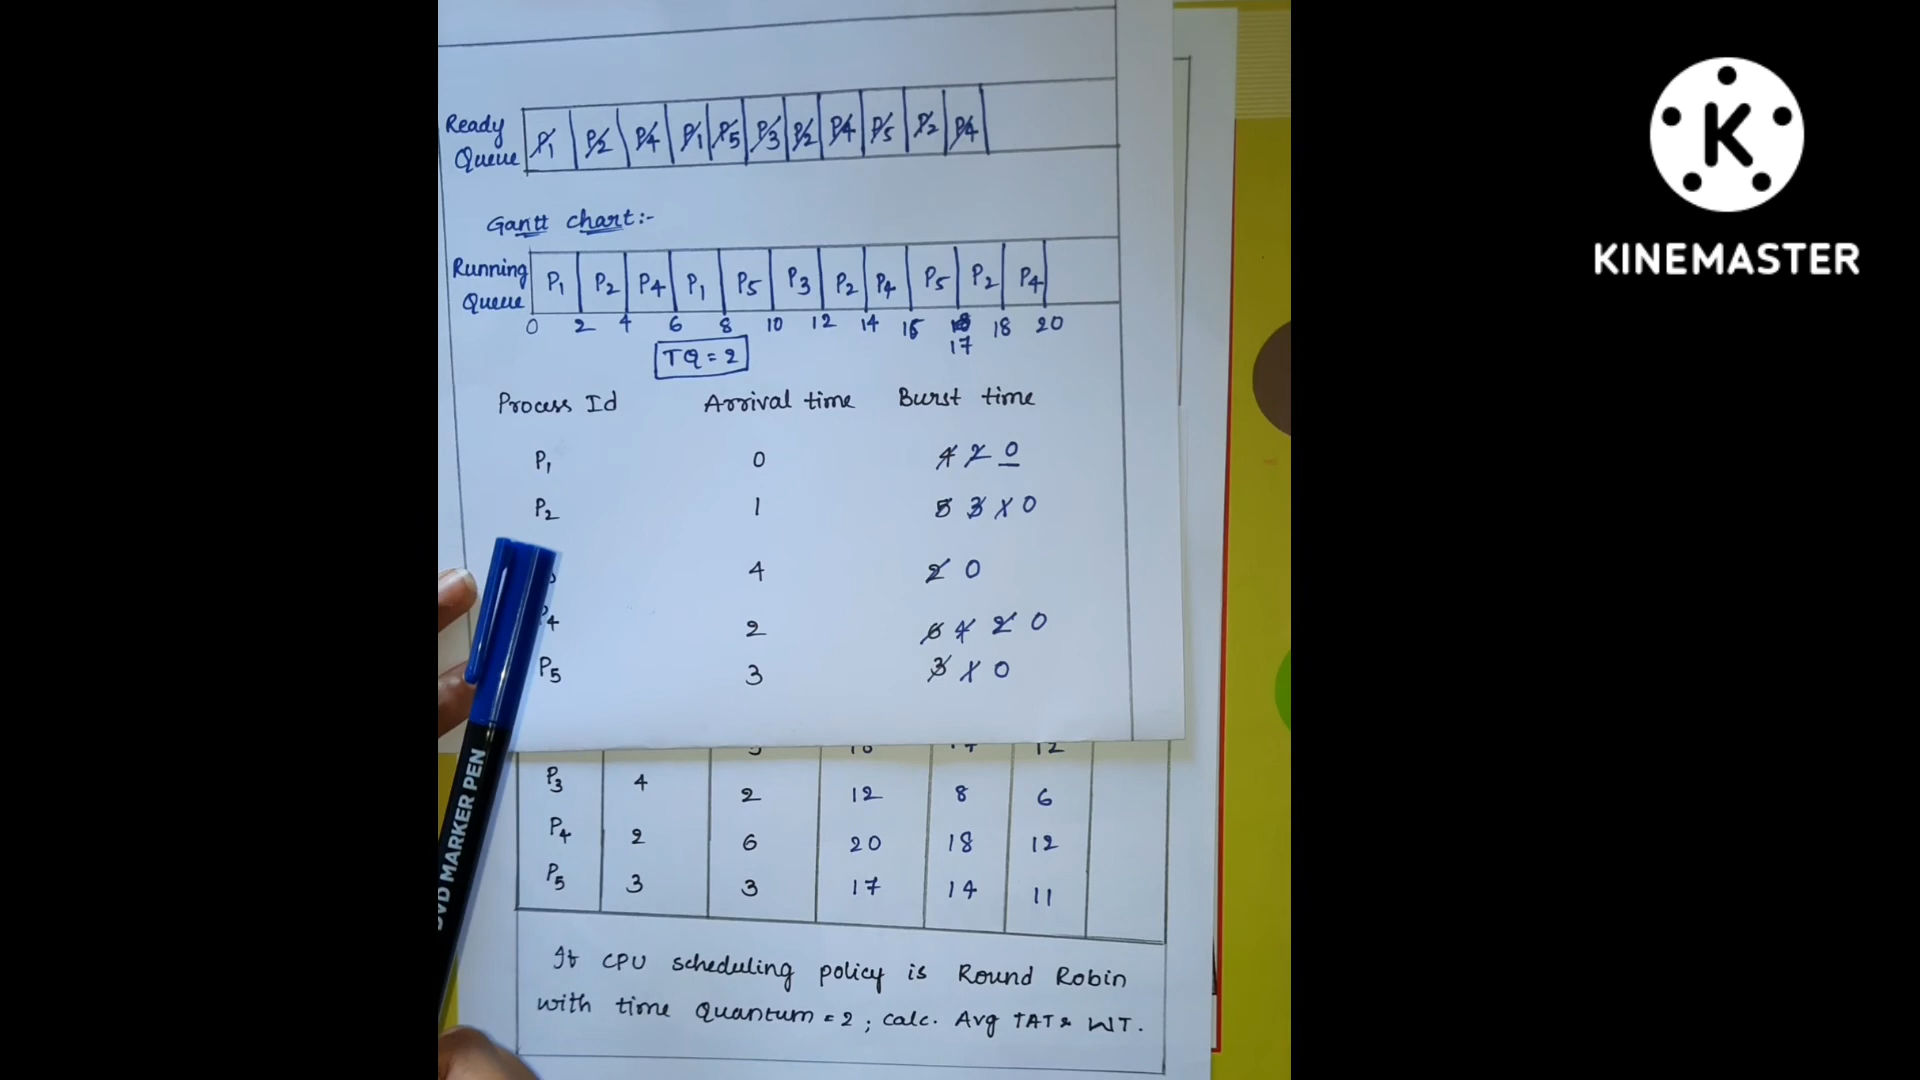 Ready Queue P1 P2 P4 P1 P5 P3 P2 P4 P5 P2 P4
Gantt chart:-
Running Queue P1 P2 P4 P1 P5 P3 P2 P4 P5 P2 P4
0 2 4 6 8 10 12 14 16 18 20
17
TQ = 2
Process Id Arrival time Burst time
P1 0 4 2 0
P2 1 5 3 1 0
4 2 0
P4 2 6 4 2 0
P5 3 3 1 0
12
P3 4 2 12 8 6
P4 2 6 20 18 12
P5 3 3 17 14 11
If CPU scheduling policy is Round Robin
with time Quantum = 2; calc. Avg TAT & WT.
MARKER PEN
K
KINEMASTER